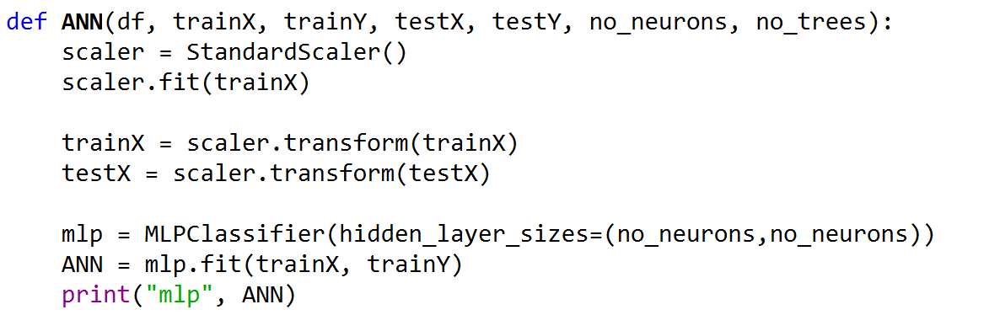 def ANN(df, trainX, trainY, testX, testY, no_neurons, no_trees):
    scaler = StandardScaler()
    scaler.fit(trainX)

    trainX = scaler.transform(trainX)
    testX = scaler.transform(testX)

    mlp = MLPClassifier(hidden_layer_sizes=(no_neurons,no_neurons))
    ANN = mlp.fit(trainX, trainY)
    print("mlp", ANN)